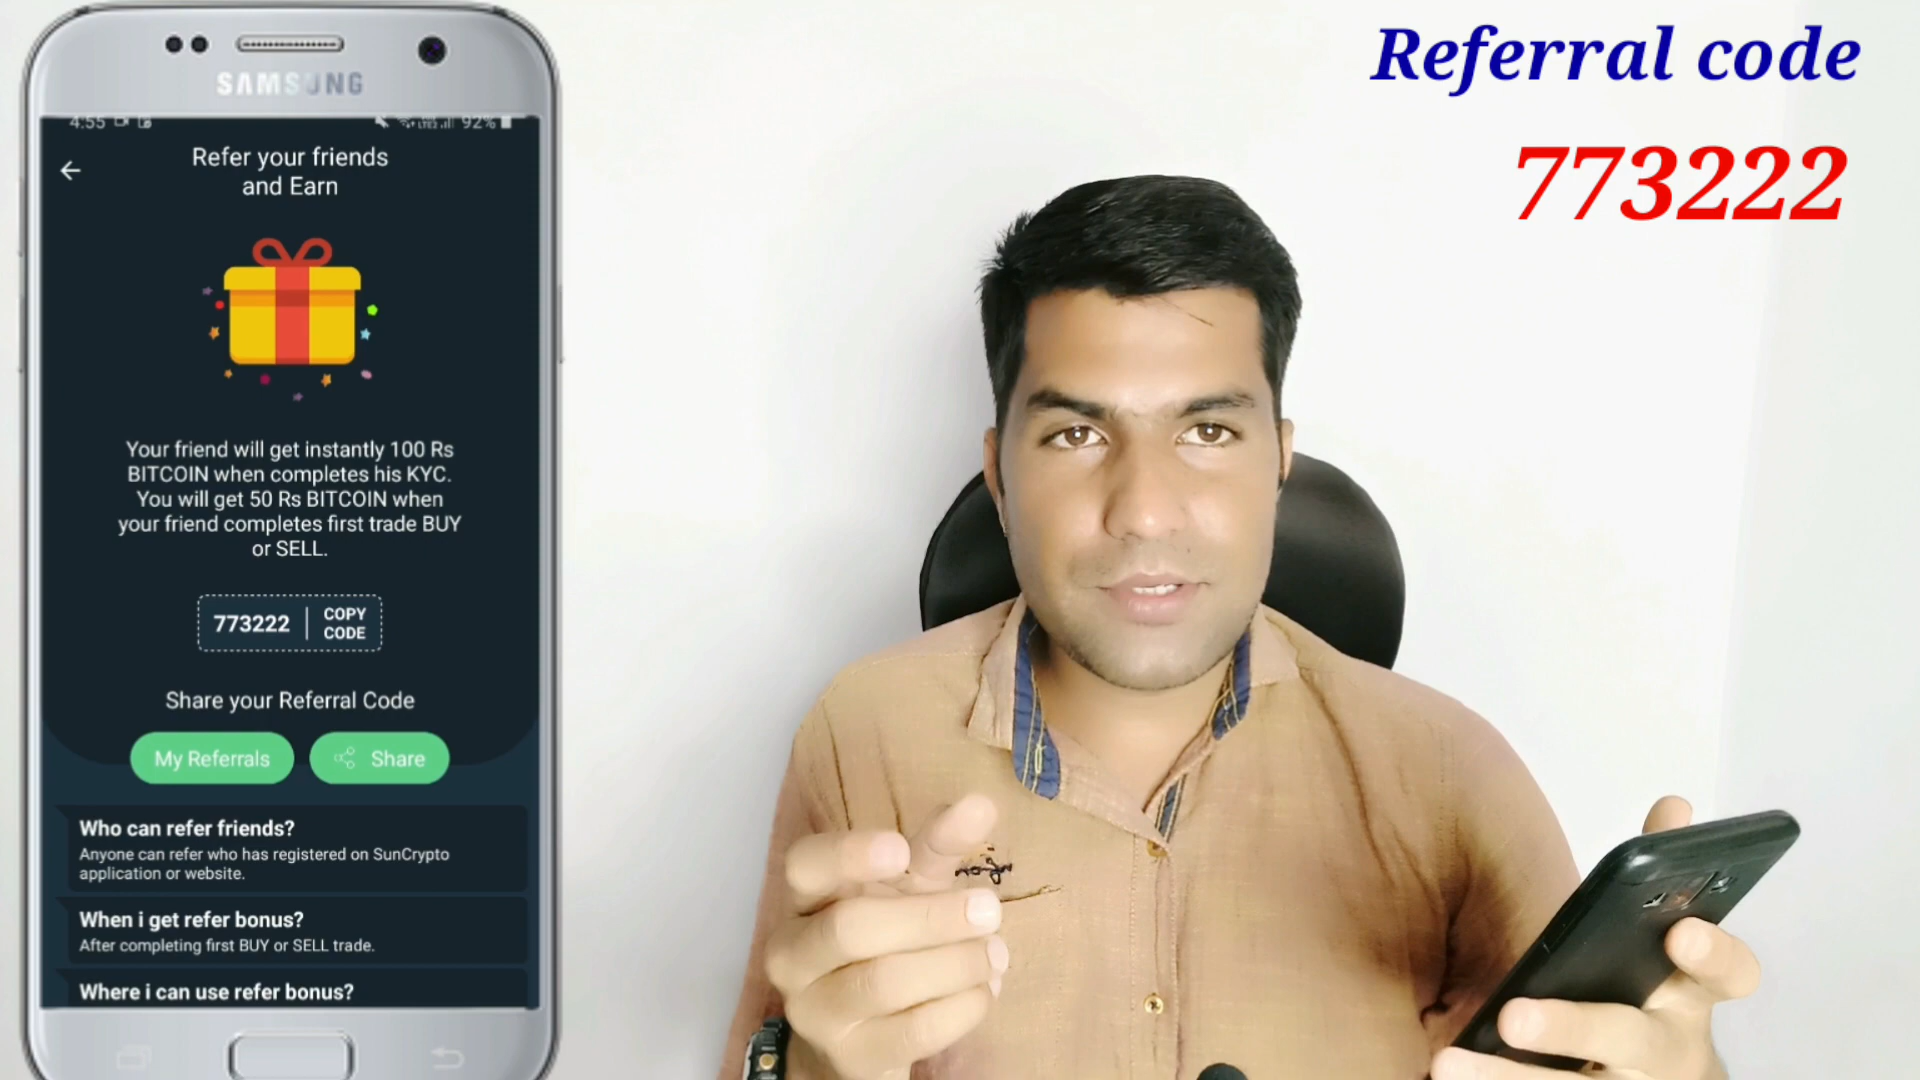 SAMSUNG
4:55
92%
Refer your friends
and Earn
Your friend will get instantly 100 Rs
BITCOIN when completes his KYC.
You will get 50 Rs BITCOIN when
your friend completes first trade BUY
or SELL.
773222
COPY
CODE
Share your Referral Code
My Referrals
Share
Who can refer friends?
Anyone can refer who has registered on SunCrypto
application or website.
When i get refer bonus?
After completing first BUY or SELL trade.
Where i can use refer bonus?
Referral code
773222